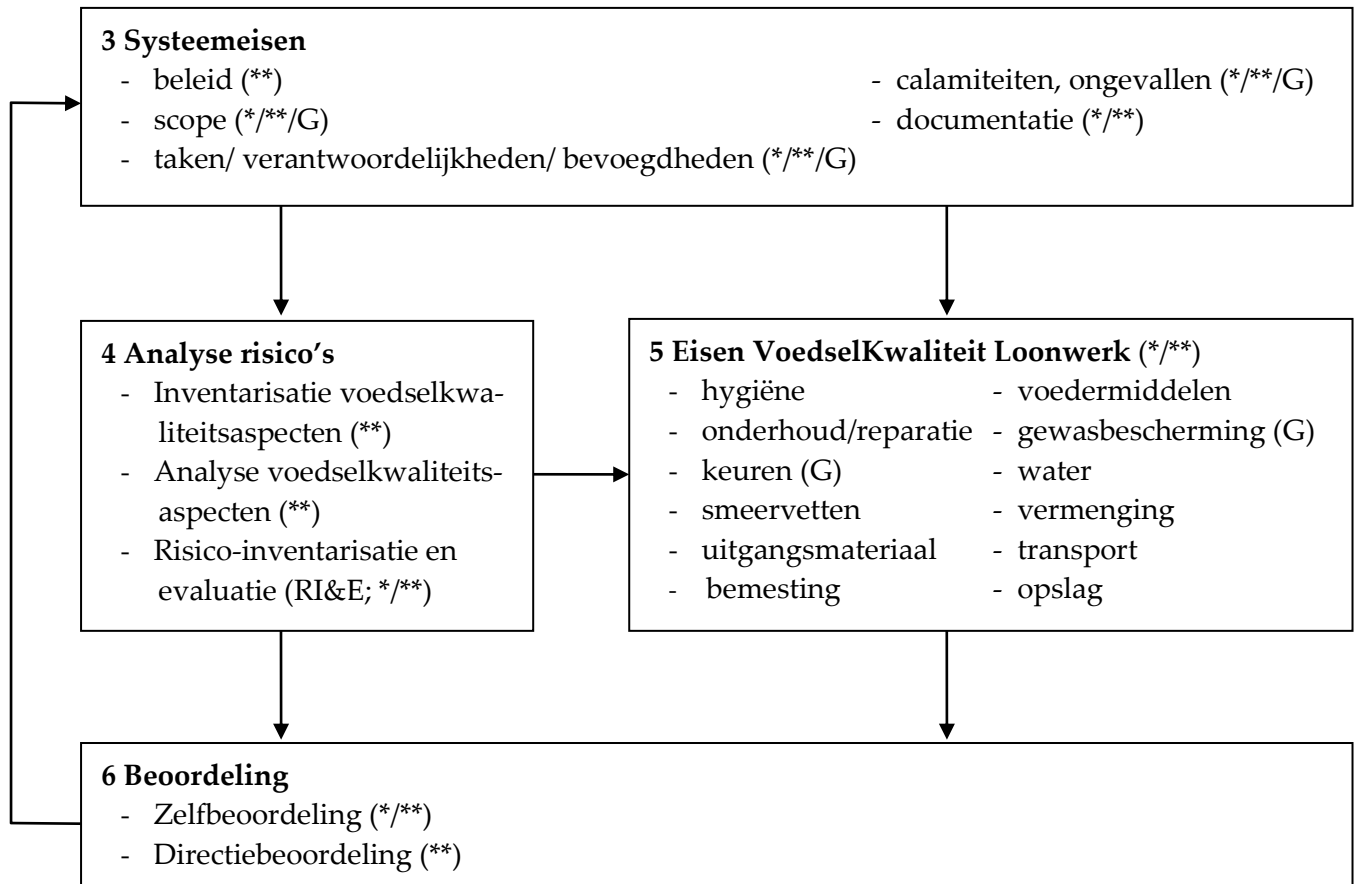 3 Systeemeisen
- beleid (**)
- scope (*/**/G)
- taken/ verantwoordelijkheden/ bevoegdheden (*/**/G)
- calamiteiten, ongevallen (*/**/G)
- documentatie (*/**)
4 Analyse risico’s
- Inventarisatie voedselkwa-
liteitsaspecten (**)
- Analyse voedselkwaliteits-
aspecten (**)
- Risico-inventarisatie en
evaluatie (RI&E; */**)
5 Eisen VoedselKwaliteit Loonwerk (*/**)
- hygiëne
- onderhoud/reparatie
- keuren (G)
- smeervetten
- uitgangsmateriaal
- bemesting
- voedermiddelen
- gewasbescherming (G)
- water
- vermenging
- transport
- opslag
6 Beoordeling
- Zelfbeoordeling (*/**)
- Directiebeoordeling (**)